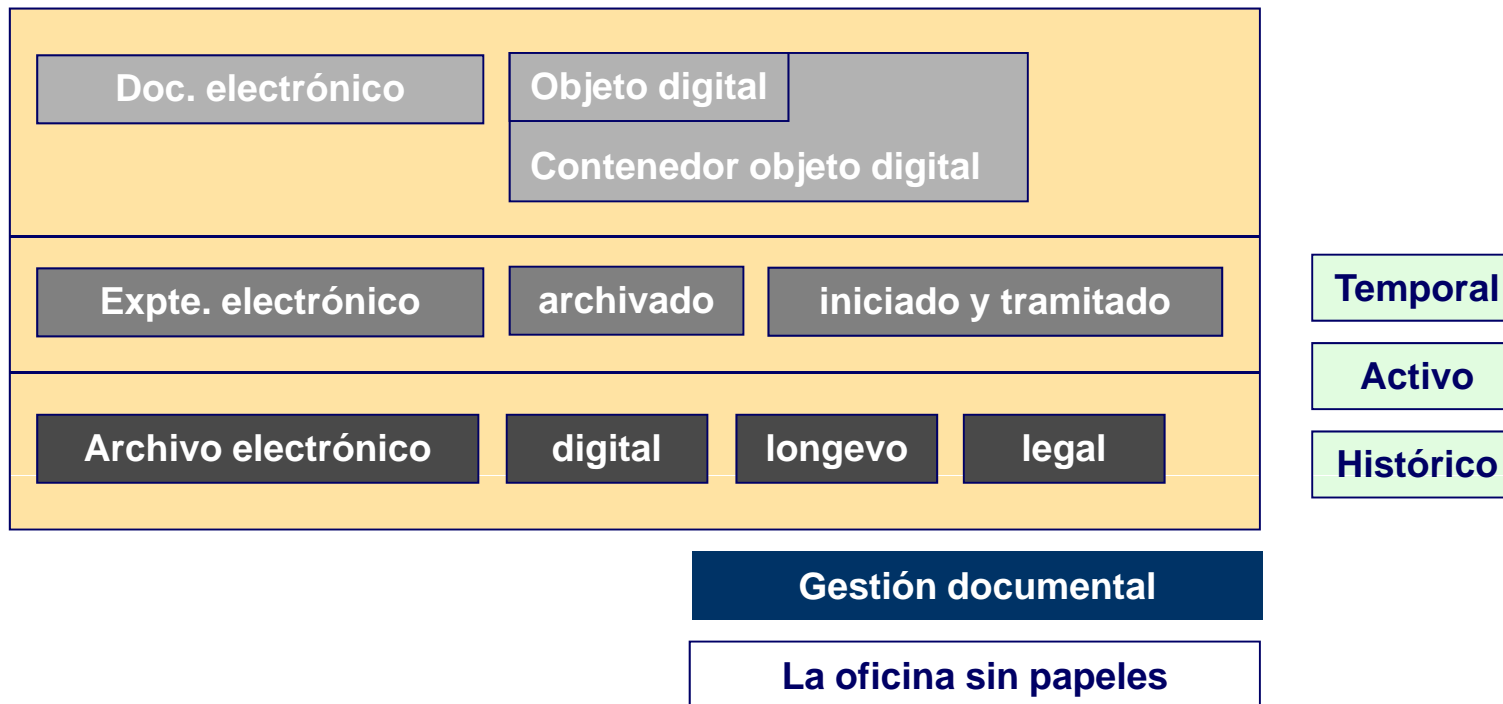 Doc. electrónico
Objeto digital
Contenedor objeto digital
Expte. electrónico
archivado
iniciado y tramitado
Archivo electrónico
digital
longevo
legal
Temporal
Activo
Histórico
Gestión documental
La oficina sin papeles